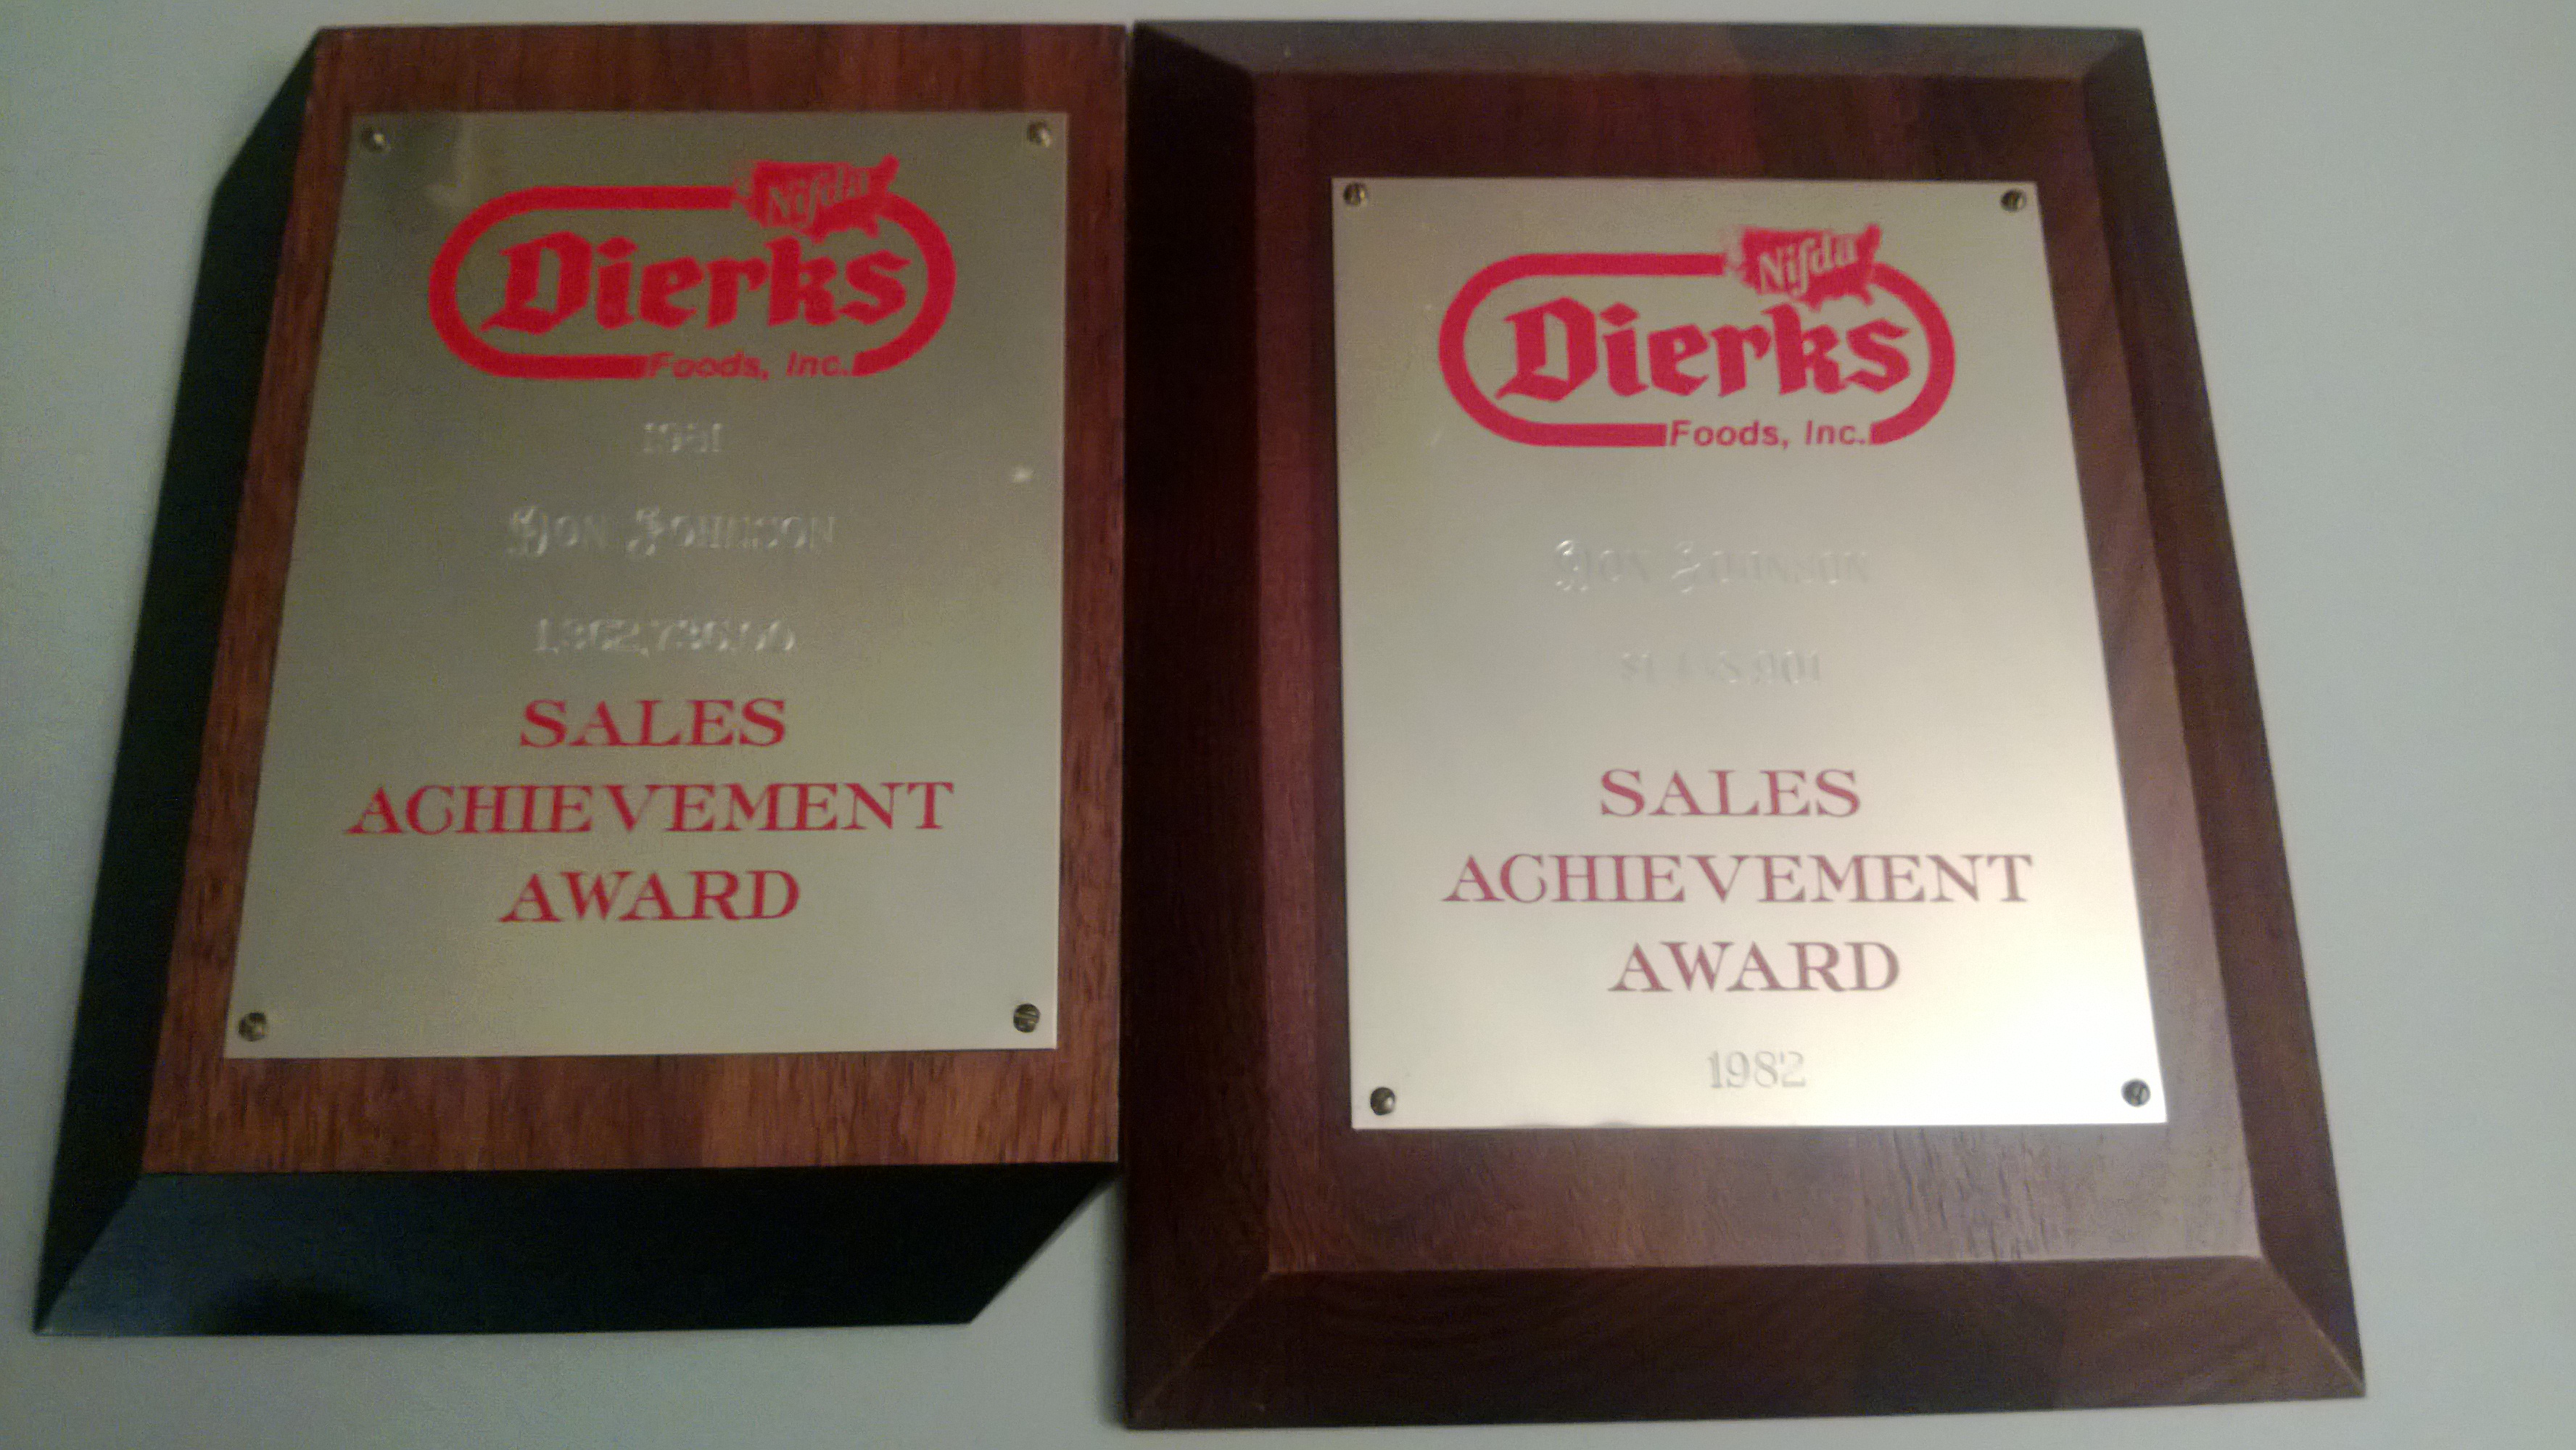 Nifda
Dierks
Foods, Inc.
1981
Don Johnson
SALES
ACHIEVEMENT
AWARD
Nifda
Dierks
Foods, Inc.
Don Johnson
SALES
ACHIEVEMENT
AWARD
1982